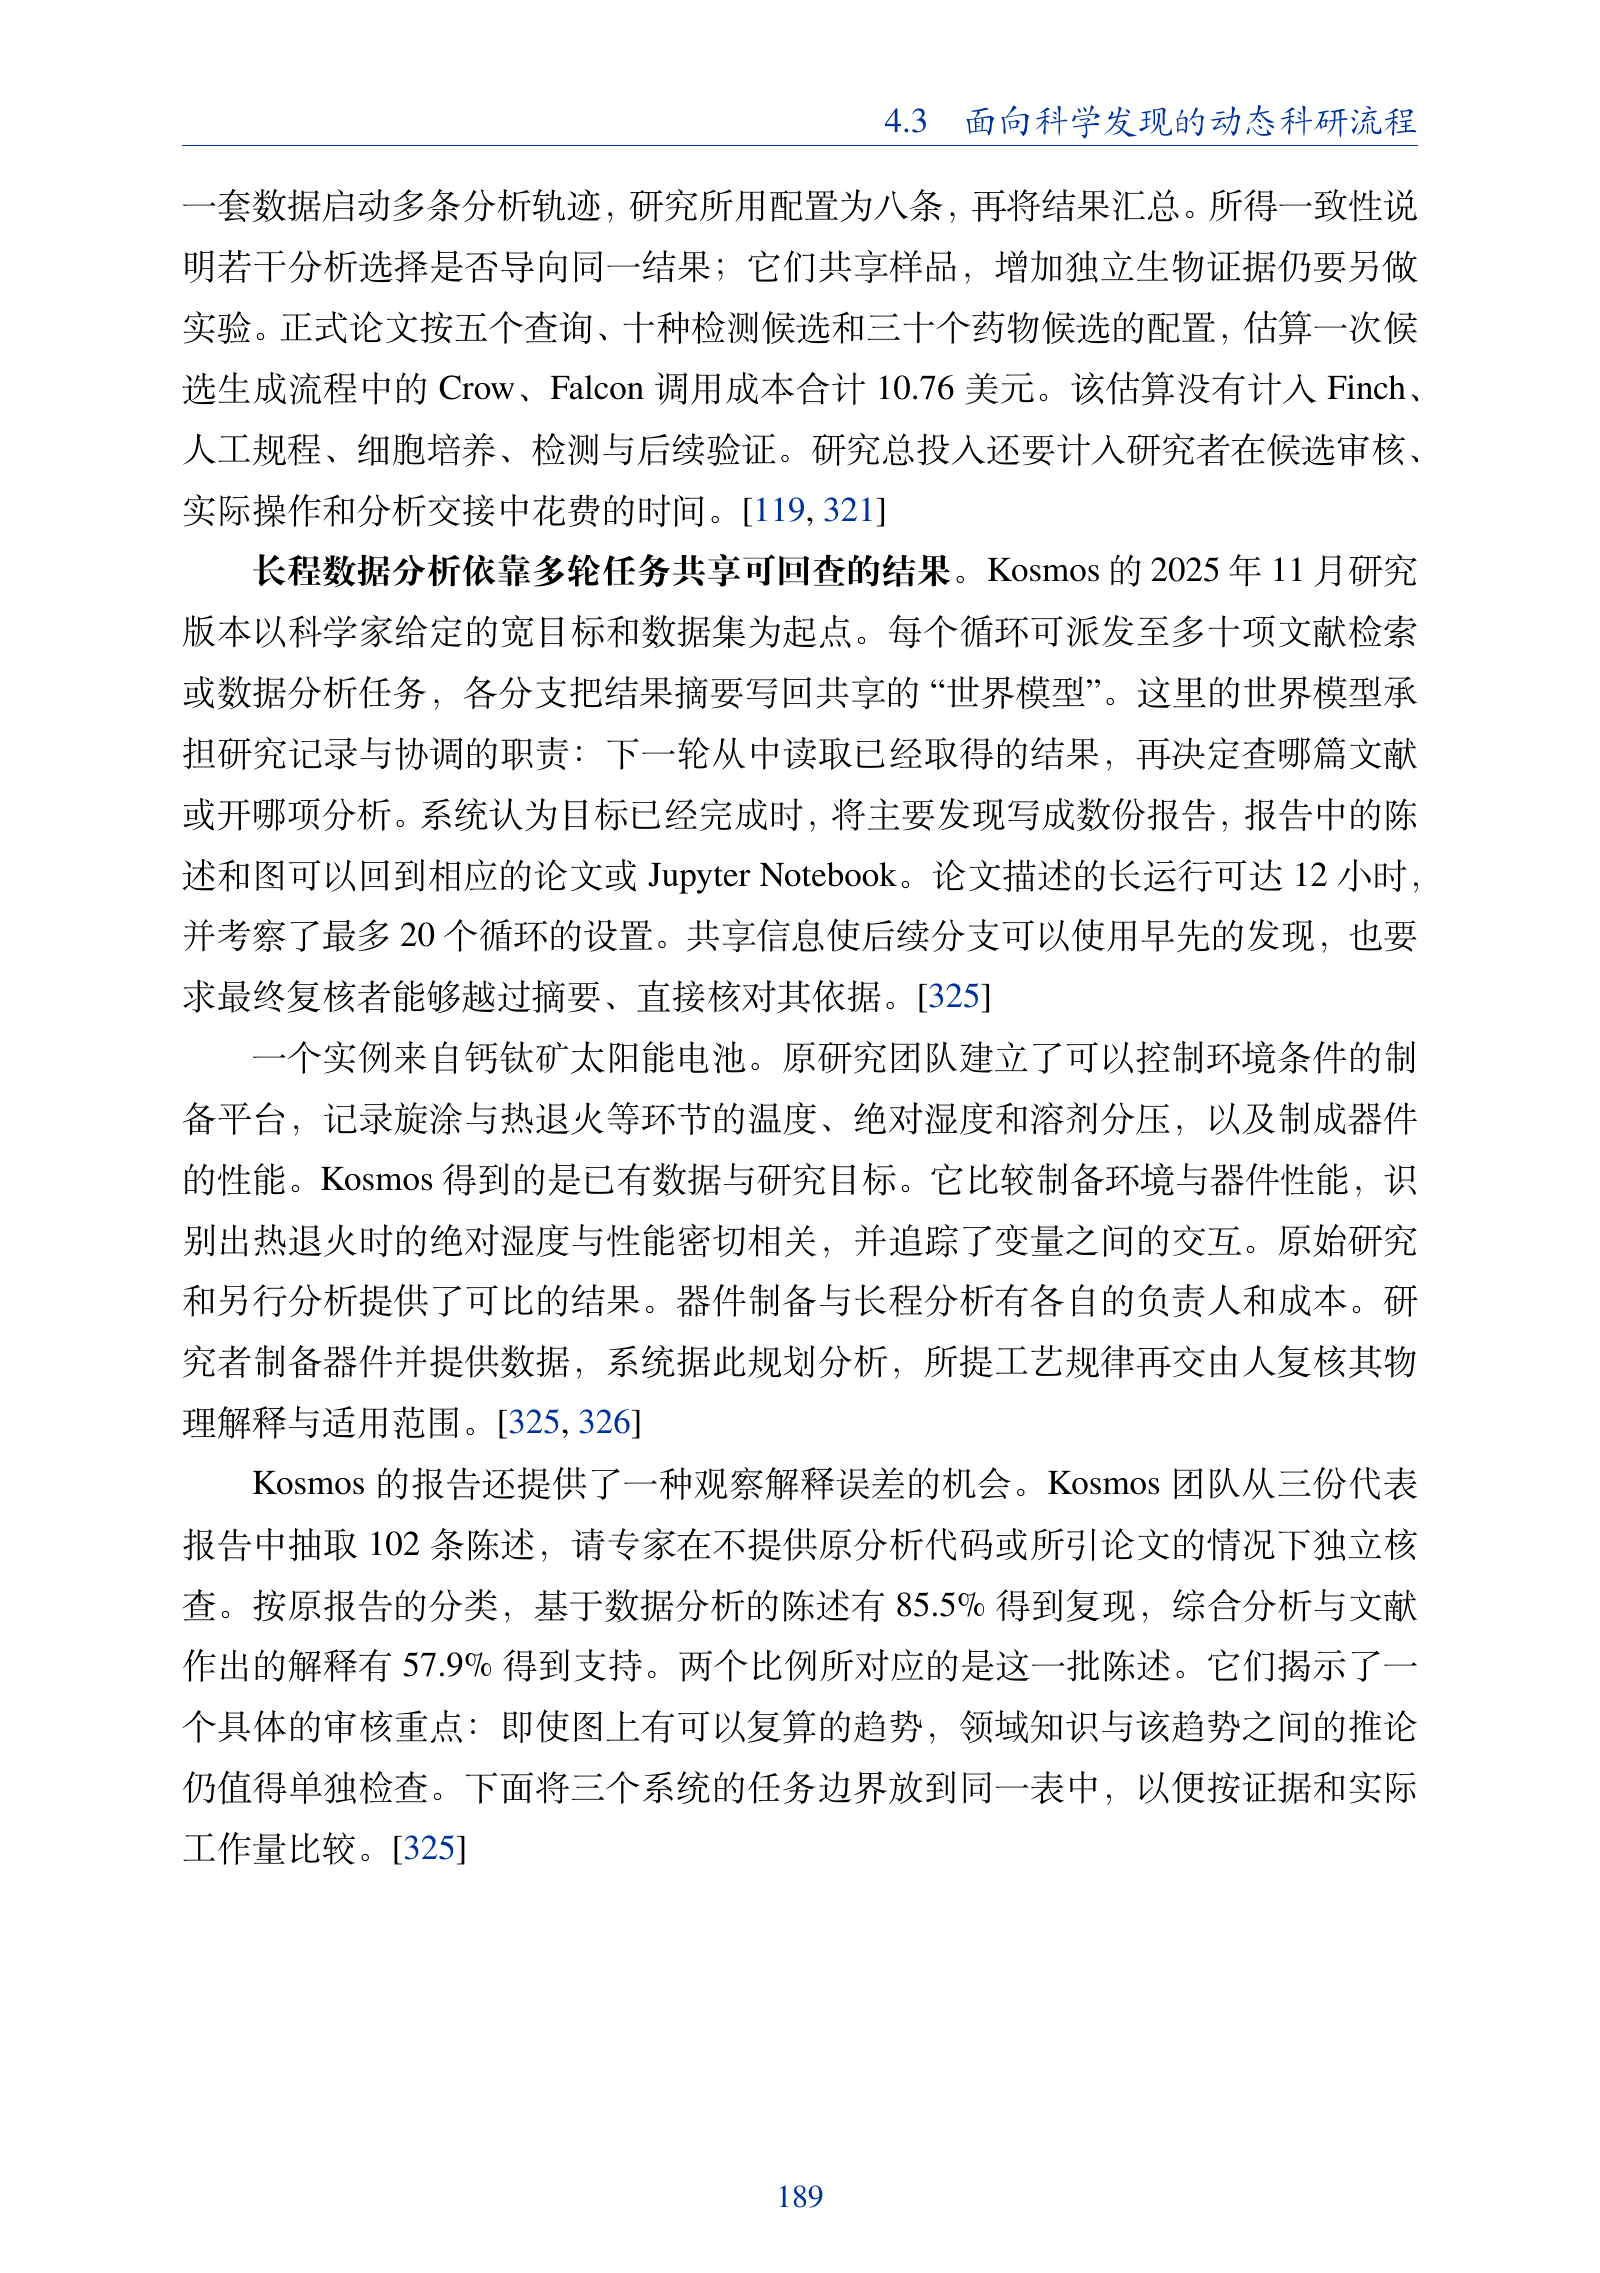 4.3 面向科学发现的动态科研流程
一套数据启动多条分析轨迹，研究所用配置为八条，再将结果汇总。所得一致性说
明若干分析选择是否导向同一结果；它们共享样品，增加独立生物证据仍要另做
实验。正式论文按五个查询、十种检测候选和三十个药物候选的配置，估算一次候
选生成流程中的 Crow、Falcon 调用成本合计 10.76 美元。该估算没有计入 Finch、
人工规程、细胞培养、检测与后续验证。研究总投入还要计入研究者在候选审核、
实际操作和分析交接中花费的时间。[119, 321]
长程数据分析依靠多轮任务共享可回查的结果。Kosmos 的 2025 年 11 月研究
版本以科学家给定的宽目标和数据集为起点。每个循环可派发至多十项文献检索
或数据分析任务，各分支把结果摘要写回共享的 “世界模型”。这里的世界模型承
担研究记录与协调的职责：下一轮从中读取已经取得的结果，再决定查哪篇文献
或开哪项分析。系统认为目标已经完成时，将主要发现写成数份报告，报告中的陈
述和图可以回到相应的论文或 Jupyter Notebook。论文描述的长运行可达 12 小时，
并考察了最多 20 个循环的设置。共享信息使后续分支可以使用早先的发现，也要
求最终复核者能够越过摘要、直接核对其依据。[325]
一个实例来自钙钛矿太阳能电池。原研究团队建立了可以控制环境条件的制
备平台，记录旋涂与热退火等环节的温度、绝对湿度和溶剂分压，以及制成器件
的性能。Kosmos 得到的是已有数据与研究目标。它比较制备环境与器件性能，识
别出热退火时的绝对湿度与性能密切相关，并追踪了变量之间的交互。原始研究
和另行分析提供了可比的结果。器件制备与长程分析有各自的负责人和成本。研
究者制备器件并提供数据，系统据此规划分析，所提工艺规律再交由人复核其物
理解释与适用范围。[325, 326]
Kosmos 的报告还提供了一种观察解释误差的机会。Kosmos 团队从三份代表
报告中抽取 102 条陈述，请专家在不提供原分析代码或所引论文的情况下独立核
查。按原报告的分类，基于数据分析的陈述有 85.5% 得到复现，综合分析与文献
作出的解释有 57.9% 得到支持。两个比例所对应的是这一批陈述。它们揭示了一
个具体的审核重点：即使图上有可以复算的趋势，领域知识与该趋势之间的推论
仍值得单独检查。下面将三个系统的任务边界放到同一表中，以便按证据和实际
工作量比较。[325]
189